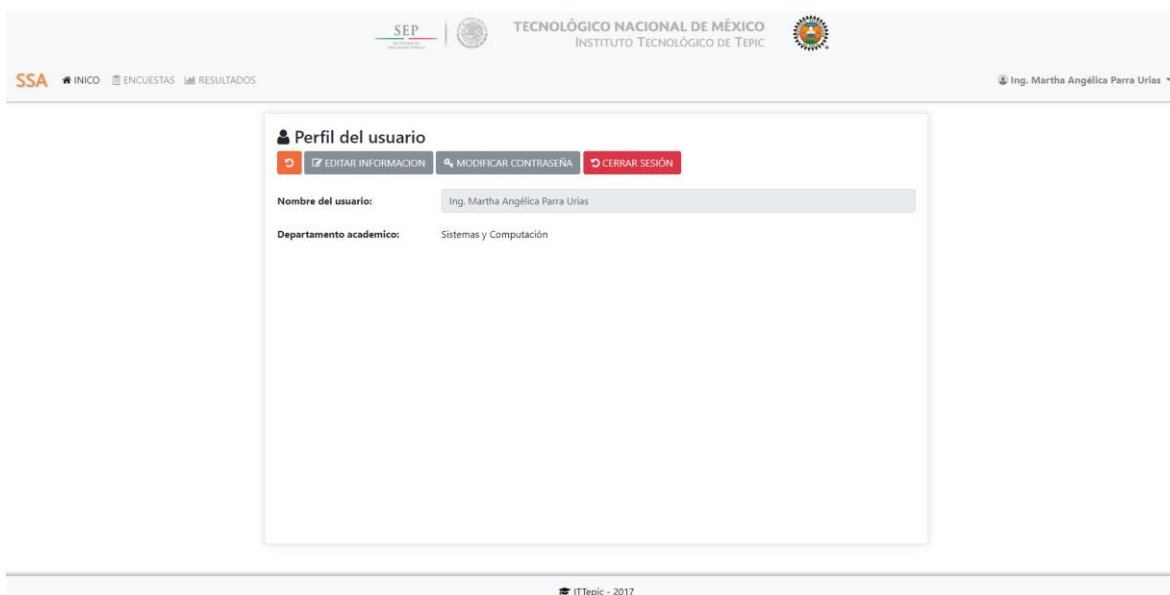 SEP
TECNOLÓGICO NACIONAL DE MÉXICO
INSTITUTO TECNOLÓGICO DE TEPIC
SSA INICO ENCUESTAS RESULTADOS Ing. Martha Angélica Parra Urias
Perfil del usuario
EDITAR INFORMACION MODIFICAR CONTRASEÑA CERRAR SESIÓN
Nombre del usuario: Ing. Martha Angélica Parra Urias
Departamento academico: Sistemas y Computación
ITTepic - 2017